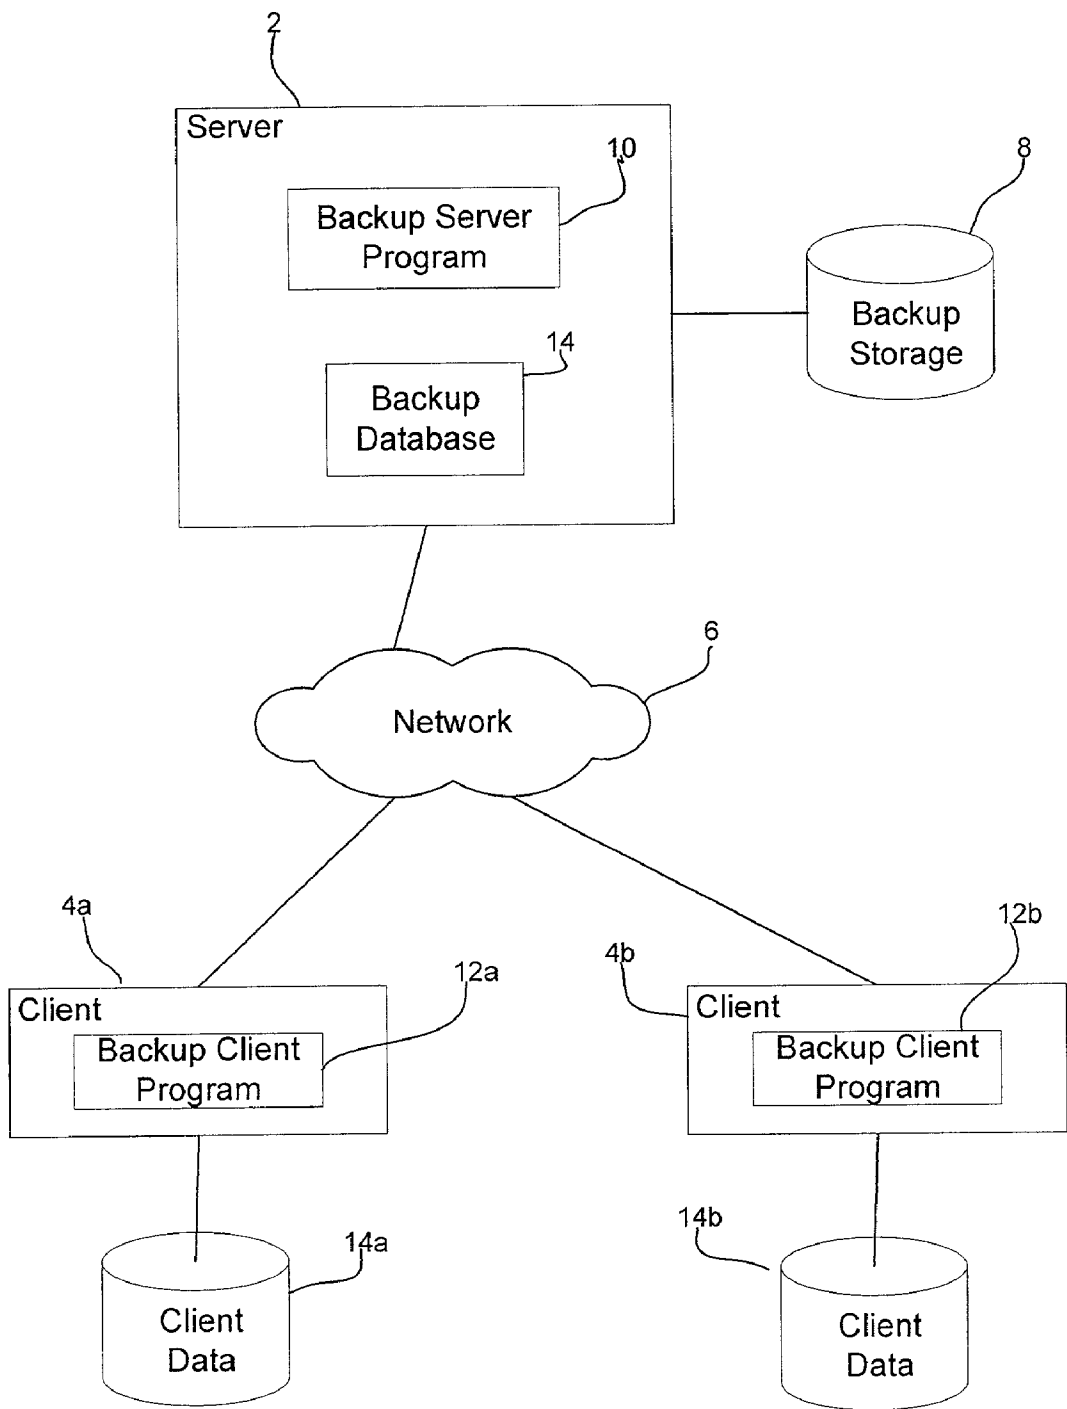 2
Server
10
Backup Server
Program
8
Backup
Storage
14
Backup
Database
6
Network
4a
Client
12a
Backup Client
Program
4b
Client
12b
Backup Client
Program
14a
Client
Data
14b
Client
Data